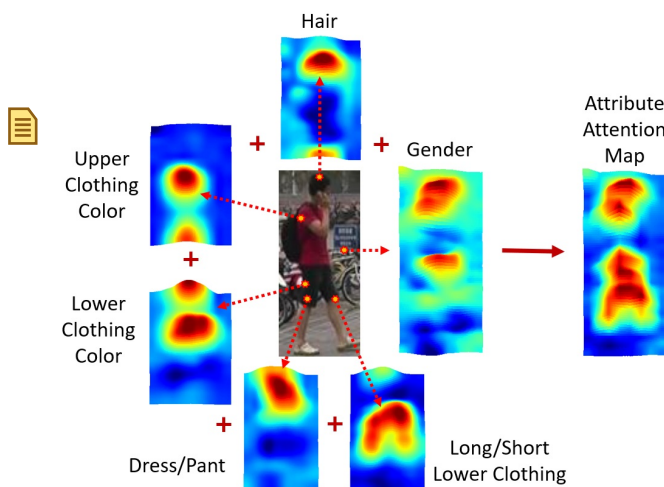 Hair
Attribute
Attention
Map
Gender
Upper
Clothing
Color
Lower
Clothing
Color
Dress/Pant
Long/Short
Lower Clothing
+
+
+
+
+